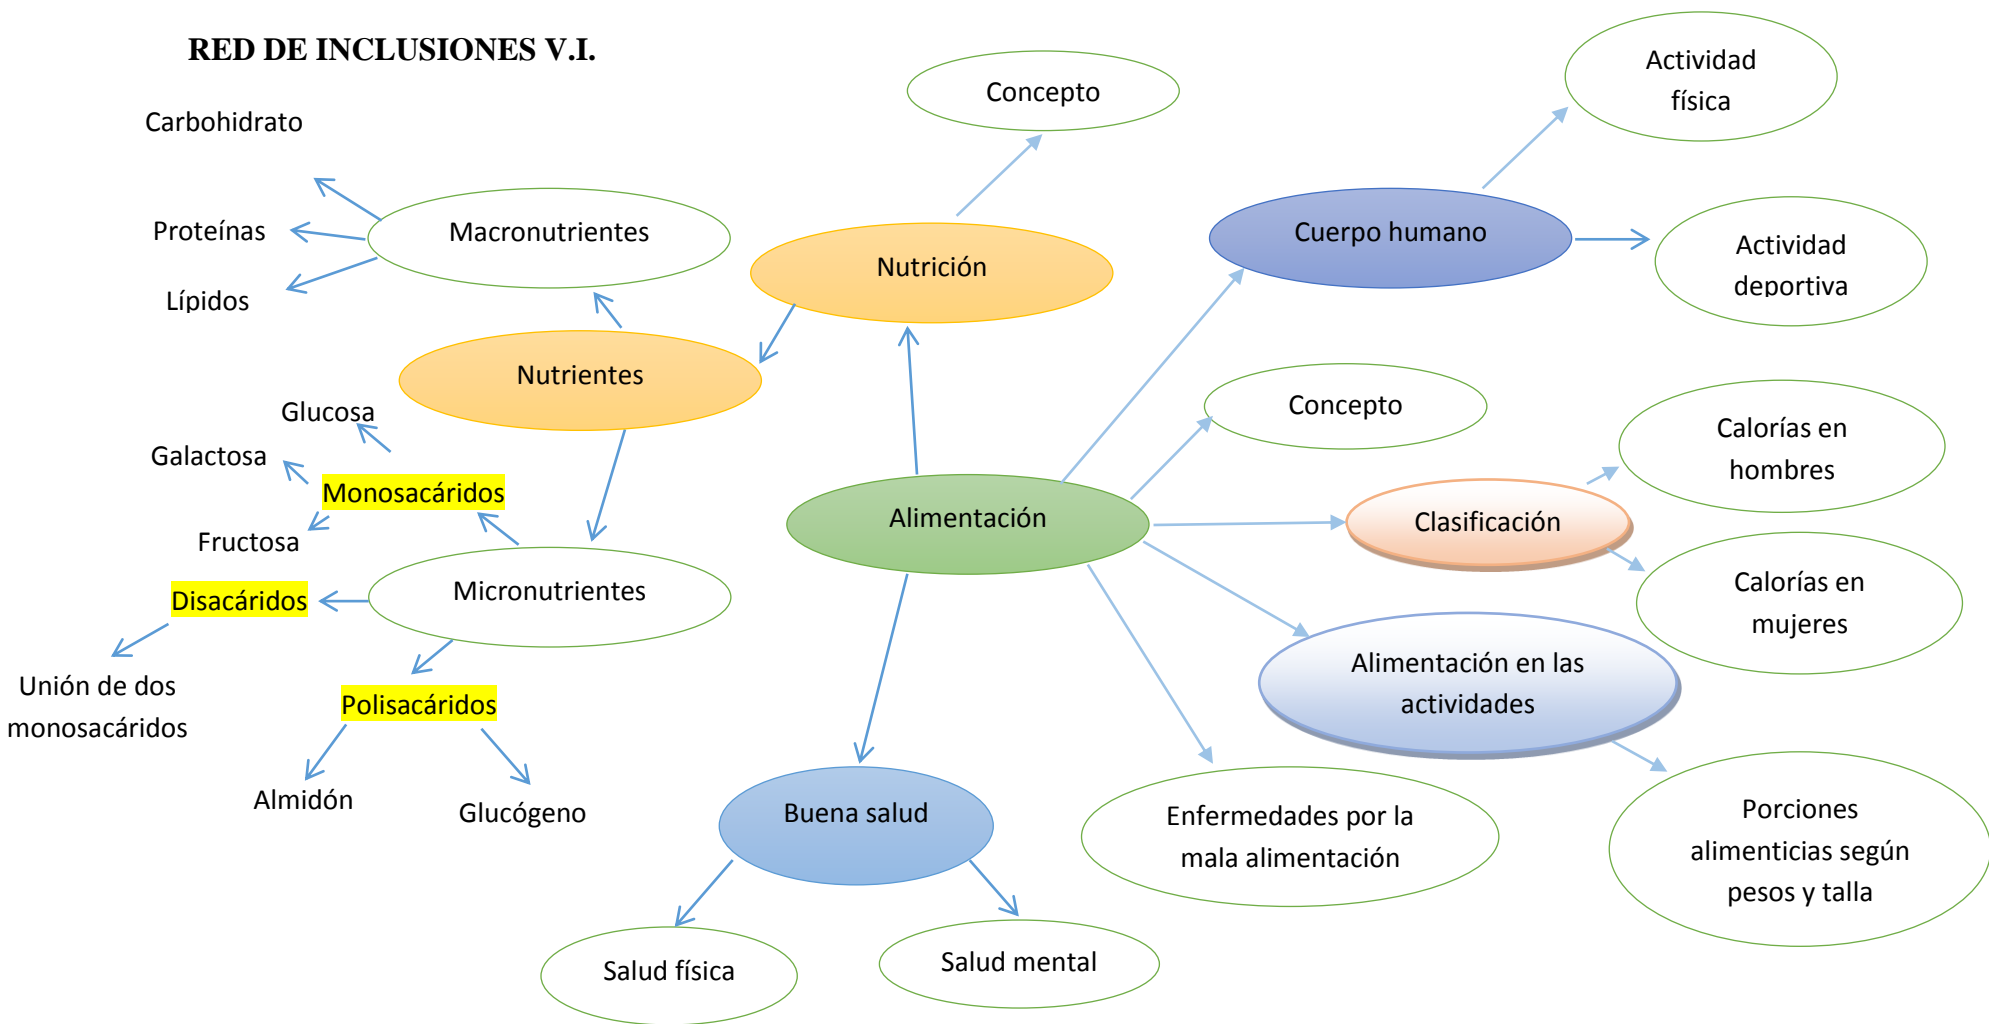 RED DE INCLUSIONES V.I.
Carbohidrato
Proteínas
Lípidos
Macronutrientes
Concepto
Nutrición
Nutrientes
Actividad
física
Cuerpo humano
Actividad
deportiva
Glucosa
Galactosa
Monosacáridos
Fructosa
Disacáridos
Micronutrientes
Unión de dos
monosacáridos
Polisacáridos
Almidón
Glucógeno
Alimentación
Concepto
Clasificación
Calorías en
hombres
Calorías en
mujeres
Alimentación en las
actividades
Porciones
alimenticias según
pesos y talla
Enfermedades por la
mala alimentación
Buena salud
Salud física
Salud mental